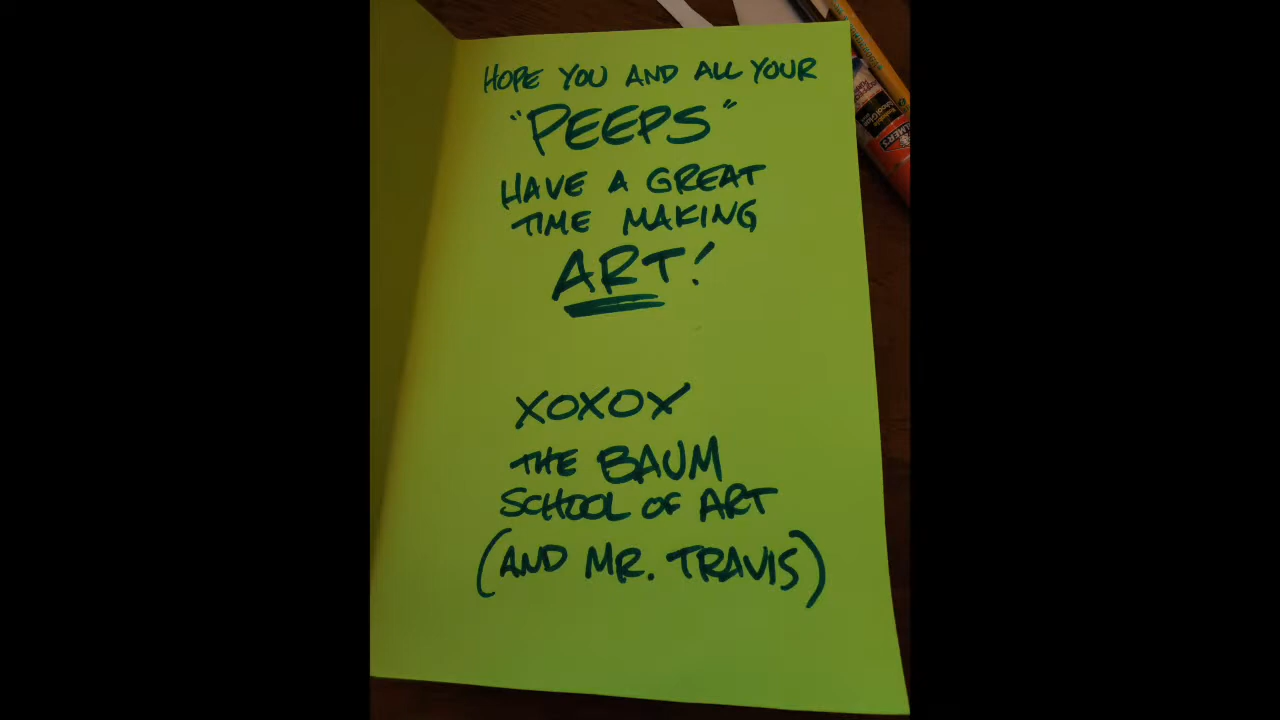 HOPE YOU AND ALL YOUR
"PEEPS"
HAVE A GREAT
TIME MAKING
ART!
XOXOX
THE BAUM
SCHOOL OF ART
(AND MR. TRAVIS)
ELMER'S